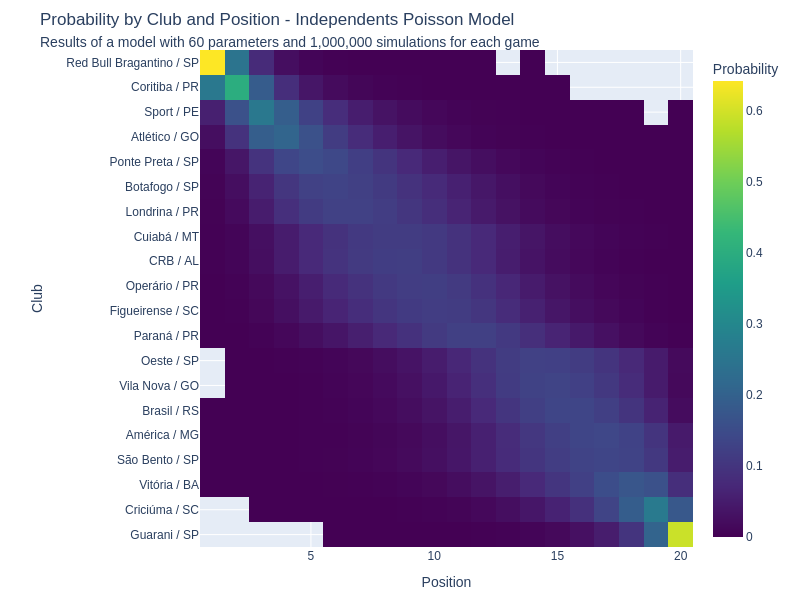 Probability by Club and Position - Independents Poisson Model
Results of a model with 60 parameters and 1,000,000 simulations for each game
Probability
Red Bull Bragantino / SP
Coritiba / PR
Sport / PE
Atlético / GO
Ponte Preta / SP
Botafogo / SP
Londrina / PR
Cuiabá / MT
CRB / AL
Operário / PR
Figueirense / SC
Paraná / PR
Oeste / SP
Vila Nova / GO
Brasil / RS
América / MG
São Bento / SP
Vitória / BA
Criciúma / SC
Guarani / SP
Club
0.6
0.5
0.4
0.3
0.2
0.1
0
5
10
15
20
Position